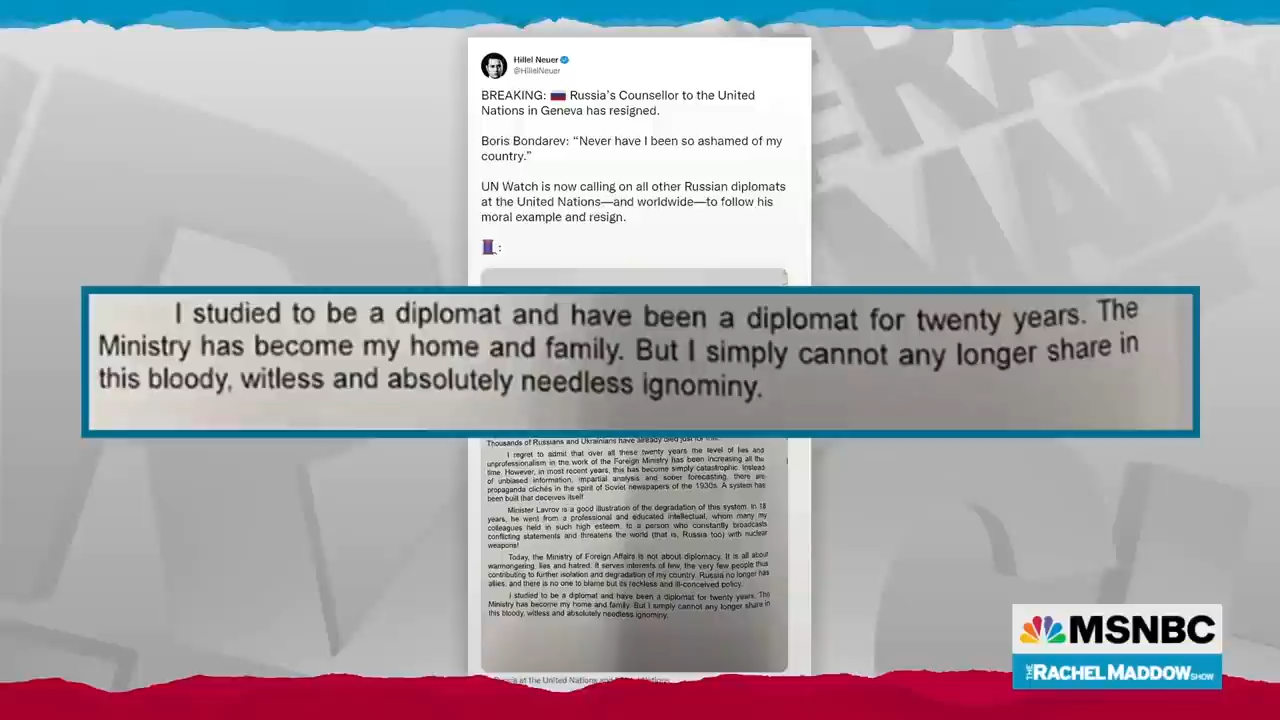 Hillel Neuer
@HillelNeuer
BREAKING: Russia's Counsellor to the United
Nations in Geneva has resigned.
Boris Bondarev: “Never have I been so ashamed of my
country.”
UN Watch is now calling on all other Russian diplomats
at the United Nations—and worldwide—to follow his
moral example and resign.
:
I studied to be a diplomat and have been a diplomat for twenty years. The
Ministry has become my home and family. But I simply cannot any longer share in
this bloody, witless and absolutely needless ignominy.
Thousands of Russians and Ukrainians have already died just for this.
I regret to admit that over all these twenty years the level of lies and
unprofessionalism in the work of the Foreign Ministry has been increasing all the
time. However, in most recent years, this has become simply catastrophic. Instead
of unbiased information, impartial analysis and sober forecasting, there are
propaganda clichés in the spirit of Soviet newspapers of the 1930s. A system has
been built that deceives itself.
Minister Lavrov is a good illustration of the degradation of this system. In 18
years, he went from a professional and educated intellectual, whom many my
colleagues held in such high esteem, to a person who constantly broadcasts
conflicting statements and threatens the world (that is, Russia too) with nuclear
weapons!
Today, the Ministry of Foreign Affairs is not about diplomacy. It is all about
warmongering, lies and hatred. It serves interests of few, the very few people thus
contributing to further isolation and degradation of my country. Russia no longer has
allies, and there is no one to blame but its reckless and ill-conceived policy.
I studied to be a diplomat and have been a diplomat for twenty years. The
Ministry has become my home and family. But I simply cannot any longer share in
this bloody, witless and absolutely needless ignominy.
at the United Nations and
MSNBC
THE RACHEL MADDOW SHOW